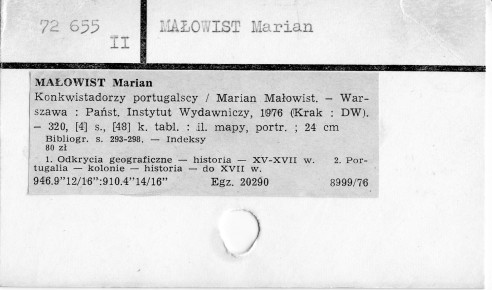 72 655
II
MAŁOWIST Marian
MAŁOWIST Marian
Konkwistadorzy portugalscy / Marian Małowist. – War-
szawa : Państ. Instytut Wydawniczy, 1976 (Krak : DW).
– 320, [4] s., [48] k. tabl. : il. mapy, portr. ; 24 cm
Bibliogr. s. 293-298. – Indeksy
80 zł
1. Odkrycia geograficzne – historia – XV-XVII w. 2. Por-
tugalia – kolonie – historia – do XVII w.
946.9"12/16":910.4"14/16" Egz. 20290 8999/76